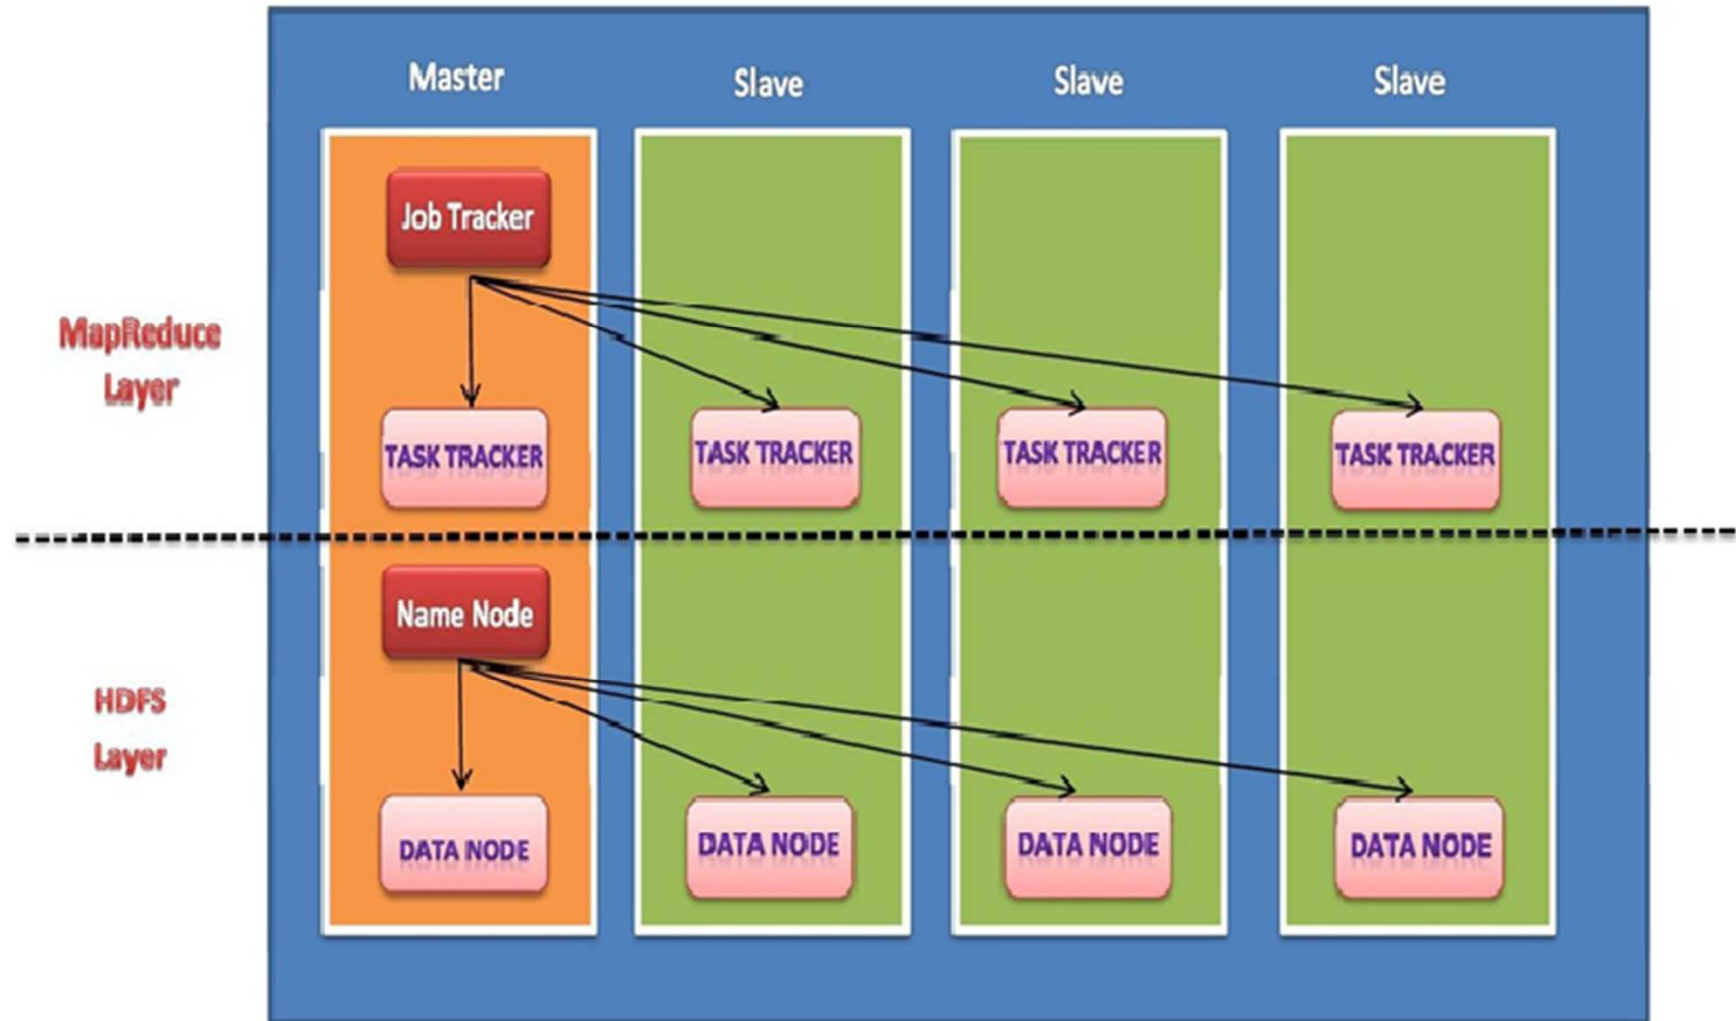 Master
Slave
Slave
Slave
Job Tracker
MapReduce
Layer
TASK TRACKER
TASK TRACKER
TASK TRACKER
TASK TRACKER
Name Node
HDFS
Layer
DATA NODE
DATA NODE
DATA NODE
DATA NODE